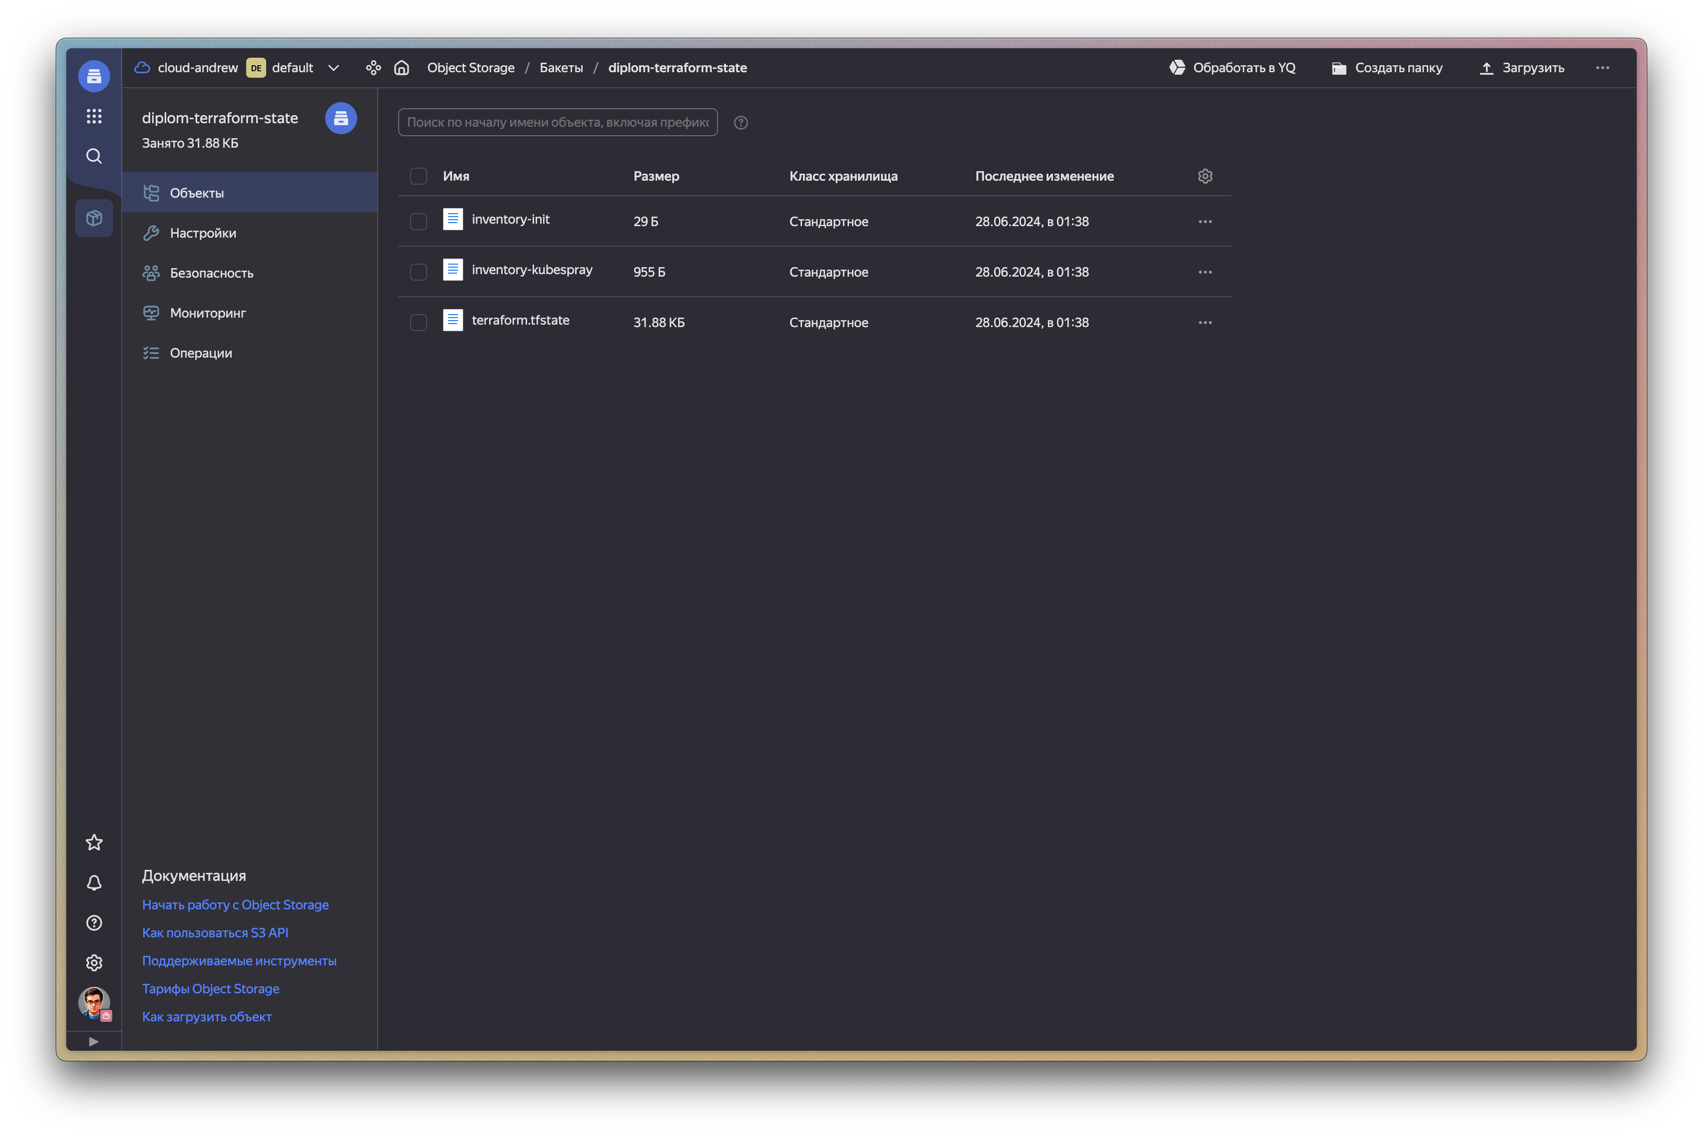 cloud-andrew DE default Object Storage / Бакеты / diplom-terraform-state Обработать в YQ Создать папку Загрузить
diplom-terraform-state
Занято 31.88 КБ
Объекты
Настройки
Безопасность
Мониторинг
Операции
Поиск по началу имени объекта, включая префикс
Имя Размер Класс хранилища Последнее изменение
inventory-init 29 Б Стандартное 28.06.2024, в 01:38
inventory-kubespray 955 Б Стандартное 28.06.2024, в 01:38
terraform.tfstate 31.88 КБ Стандартное 28.06.2024, в 01:38
Документация
Начать работу с Object Storage
Как пользоваться S3 API
Поддерживаемые инструменты
Тарифы Object Storage
Как загрузить объект